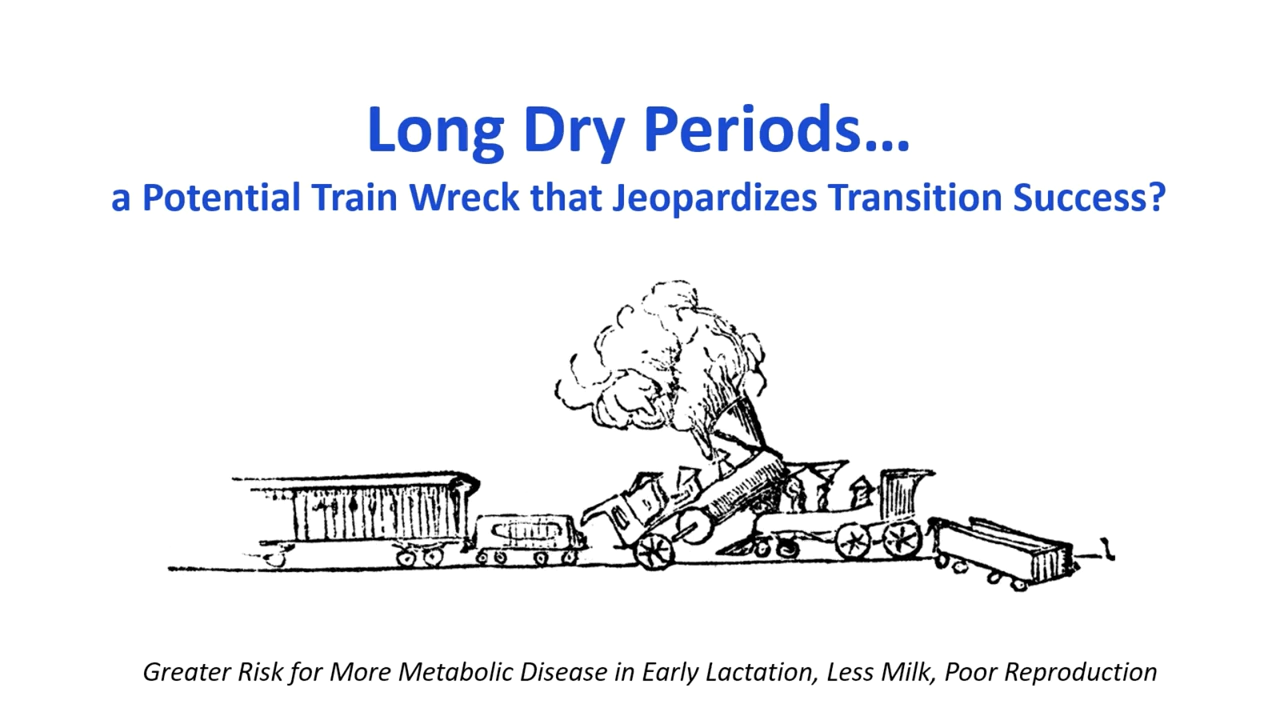 Long Dry Periods…
a Potential Train Wreck that Jeopardizes Transition Success?
Greater Risk for More Metabolic Disease in Early Lactation, Less Milk, Poor Reproduction